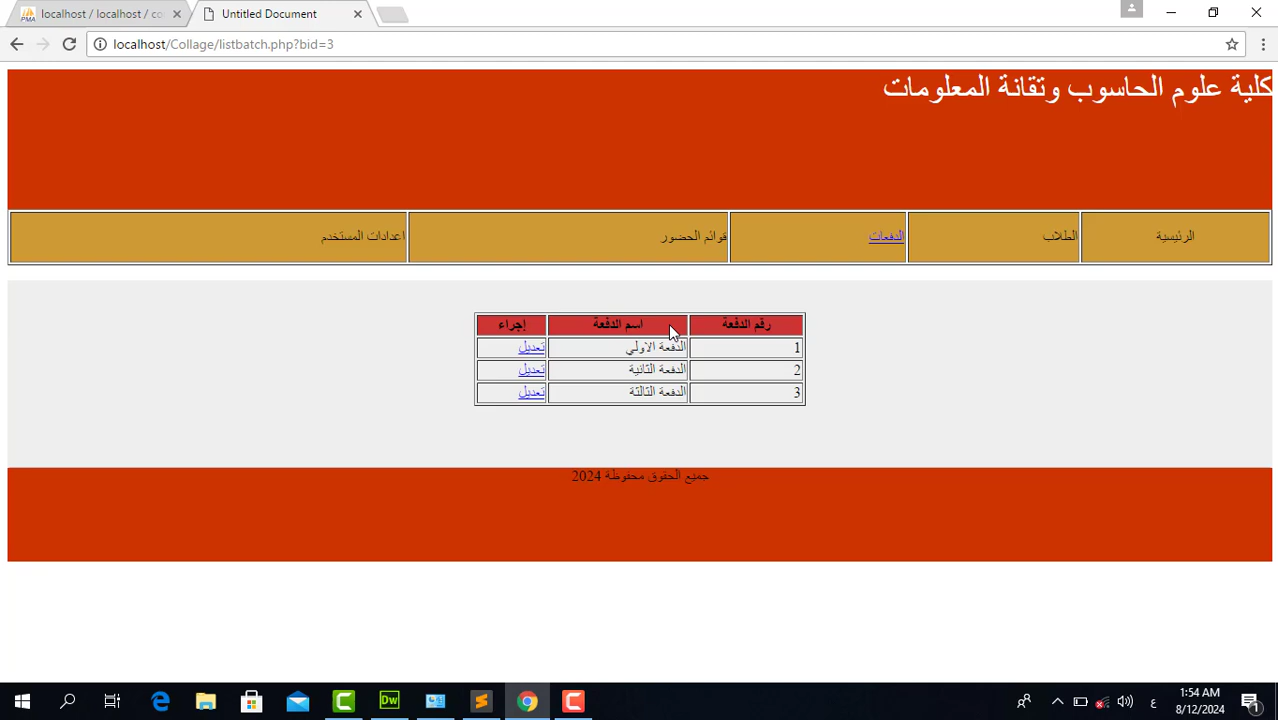 localhost / localhost / co
Untitled Document
localhost/Collage/listbatch.php?bid=3
كلية علوم الحاسوب وتقانة المعلومات
الرئيسية الطلاب الدفعات قوائم الحضور اعدادات المستخدم
رقم الدفعة اسم الدفعة إجراء
1 الدفعة الاولي تعديل
2 الدفعة الثانية تعديل
3 الدفعة الثالثة تعديل
جميع الحقوق محفوظة 2024
Dw
ع
1:54 AM
8/12/2024